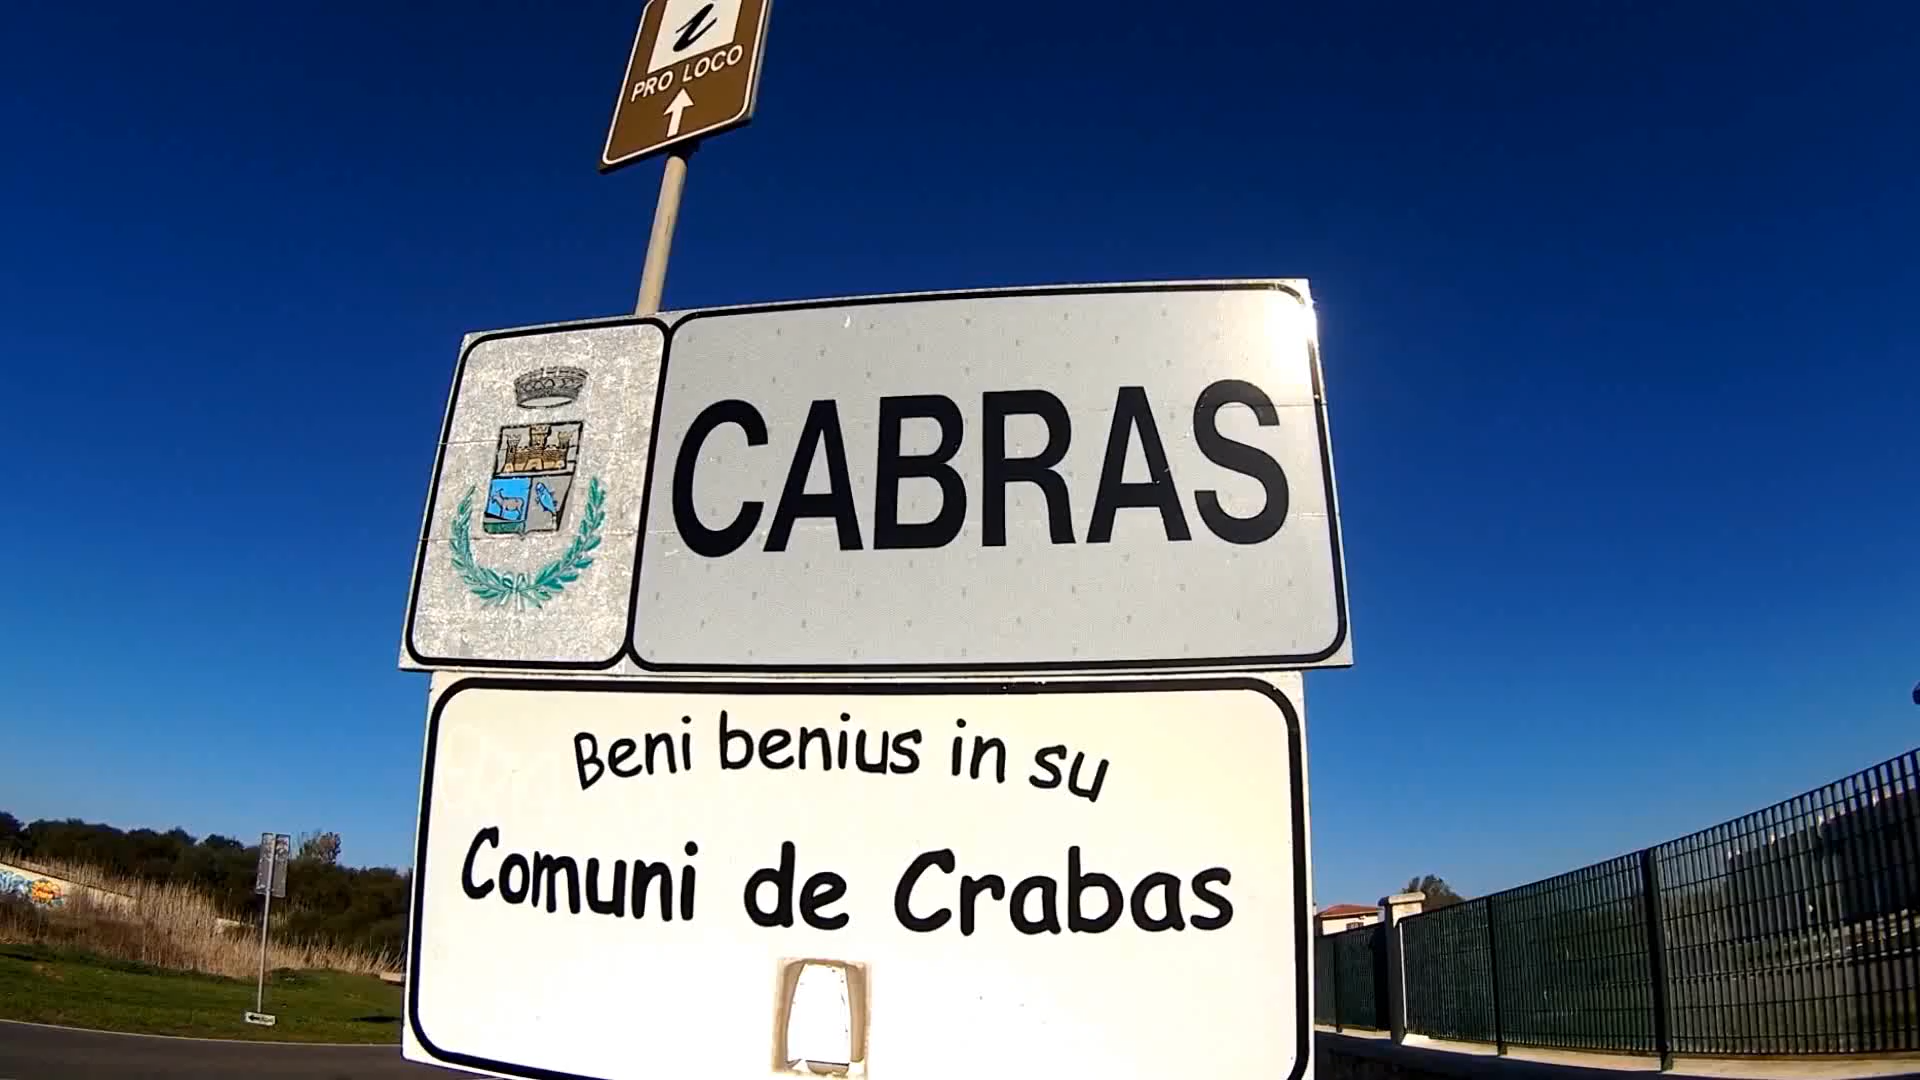 i
PRO LOCO
CABRAS
Beni benius in su
Comuni de Crabas